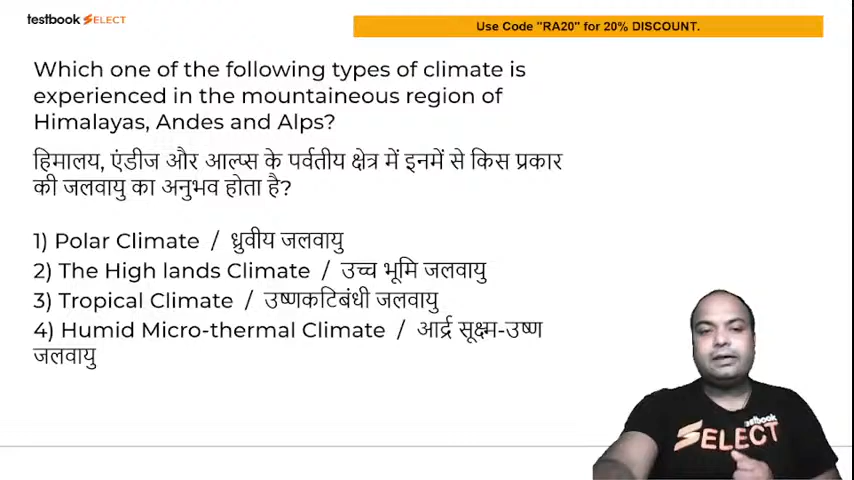 testbook SELECT
Use Code "RA20" for 20% DISCOUNT.
Which one of the following types of climate is
experienced in the mountaineous region of
Himalayas, Andes and Alps?
हिमालय, एंडीज और आल्प्स के पर्वतीय क्षेत्र में इनमें से किस प्रकार
की जलवायु का अनुभव होता है?
1) Polar Climate / ध्रुवीय जलवायु
2) The High lands Climate / उच्च भूमि जलवायु
3) Tropical Climate / उष्णकटिबंधी जलवायु
4) Humid Micro-thermal Climate / आर्द्र सूक्ष्म-उष्ण
जलवायु
testbook
SELECT